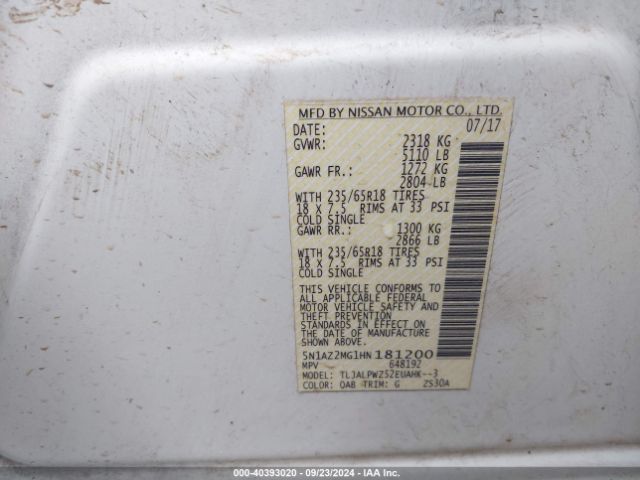 MFD BY NISSAN MOTOR CO., LTD.
DATE: 07/17
GVWR: 2318 KG
5110 LB
GAWR FR.: 1272 KG
2804 LB
WITH 235/65R18 TIRES
18 X 7.5 RIMS AT 33 PSI
COLD SINGLE
GAWR RR.: 1300 KG
2866 LB
WITH 235/65R18 TIRES
18 X 7.5 RIMS AT 33 PSI
COLD SINGLE
THIS VEHICLE CONFORMS TO
ALL APPLICABLE FEDERAL
MOTOR VEHICLE SAFETY AND
THEFT PREVENTION
STANDARDS IN EFFECT ON
THE DATE OF MANUFACTURE
SHOWN ABOVE.
5N1AZ2MG1HN181200
MPV 648192
MODEL: TLJALPWZ52EUAHK--3
COLOR: QAB TRIM: G ZS30A
000-40393020 - 09/23/2024 - IAA Inc.